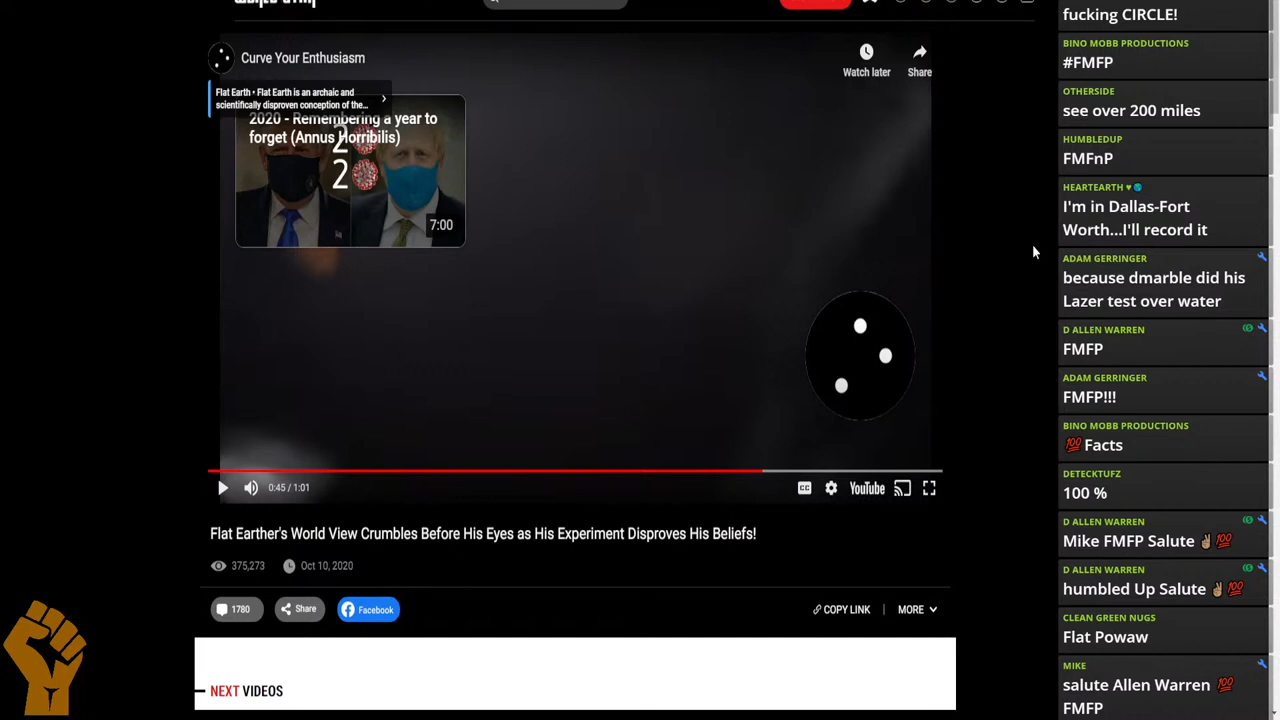 Curve Your Enthusiasm
Watch later
Share
Flat Earth • Flat Earth is an archaic and
scientifically disproven conception of the...
2020 - Remembering a year to
forget (Annus Horribilis)
2
2
7:00
0:45 / 1:01
CC
YouTube
Flat Earther's World View Crumbles Before His Eyes as His Experiment Disproves His Beliefs!
375,273
Oct 10, 2020
1780
Share
Facebook
COPY LINK
MORE
NEXT VIDEOS
fucking CIRCLE!
BINO MOBB PRODUCTIONS
#FMFP
OTHERSIDE
see over 200 miles
HUMBLEDUP
FMFnP
HEARTEARTH
I'm in Dallas-Fort
Worth...I'll record it
ADAM GERRINGER
because dmarble did his
Lazer test over water
D ALLEN WARREN
FMFP
ADAM GERRINGER
FMFP!!!
BINO MOBB PRODUCTIONS
💯 Facts
DETECKTUFZ
100 %
D ALLEN WARREN
Mike FMFP Salute ✌🏽💯
D ALLEN WARREN
humbled Up Salute ✌🏽💯
CLEAN GREEN NUGS
Flat Powaw
MIKE
salute Allen Warren 💯
FMFP